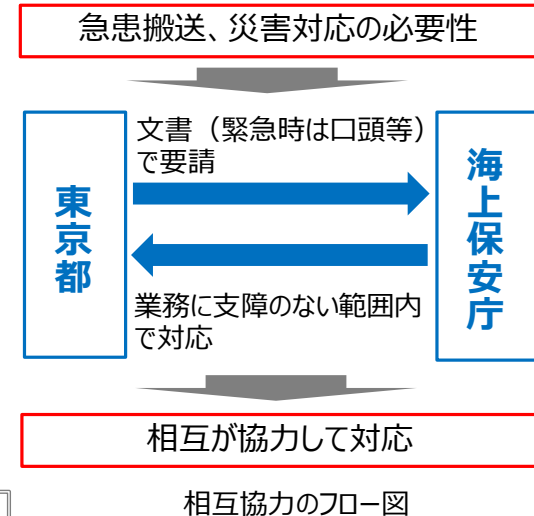 急患搬送、災害対応の必要性
文書（緊急時は口頭等）
で要請
東京都
海上保安庁
業務に支障のない範囲内
で対応
相互が協力して対応
相互協力のフロー図